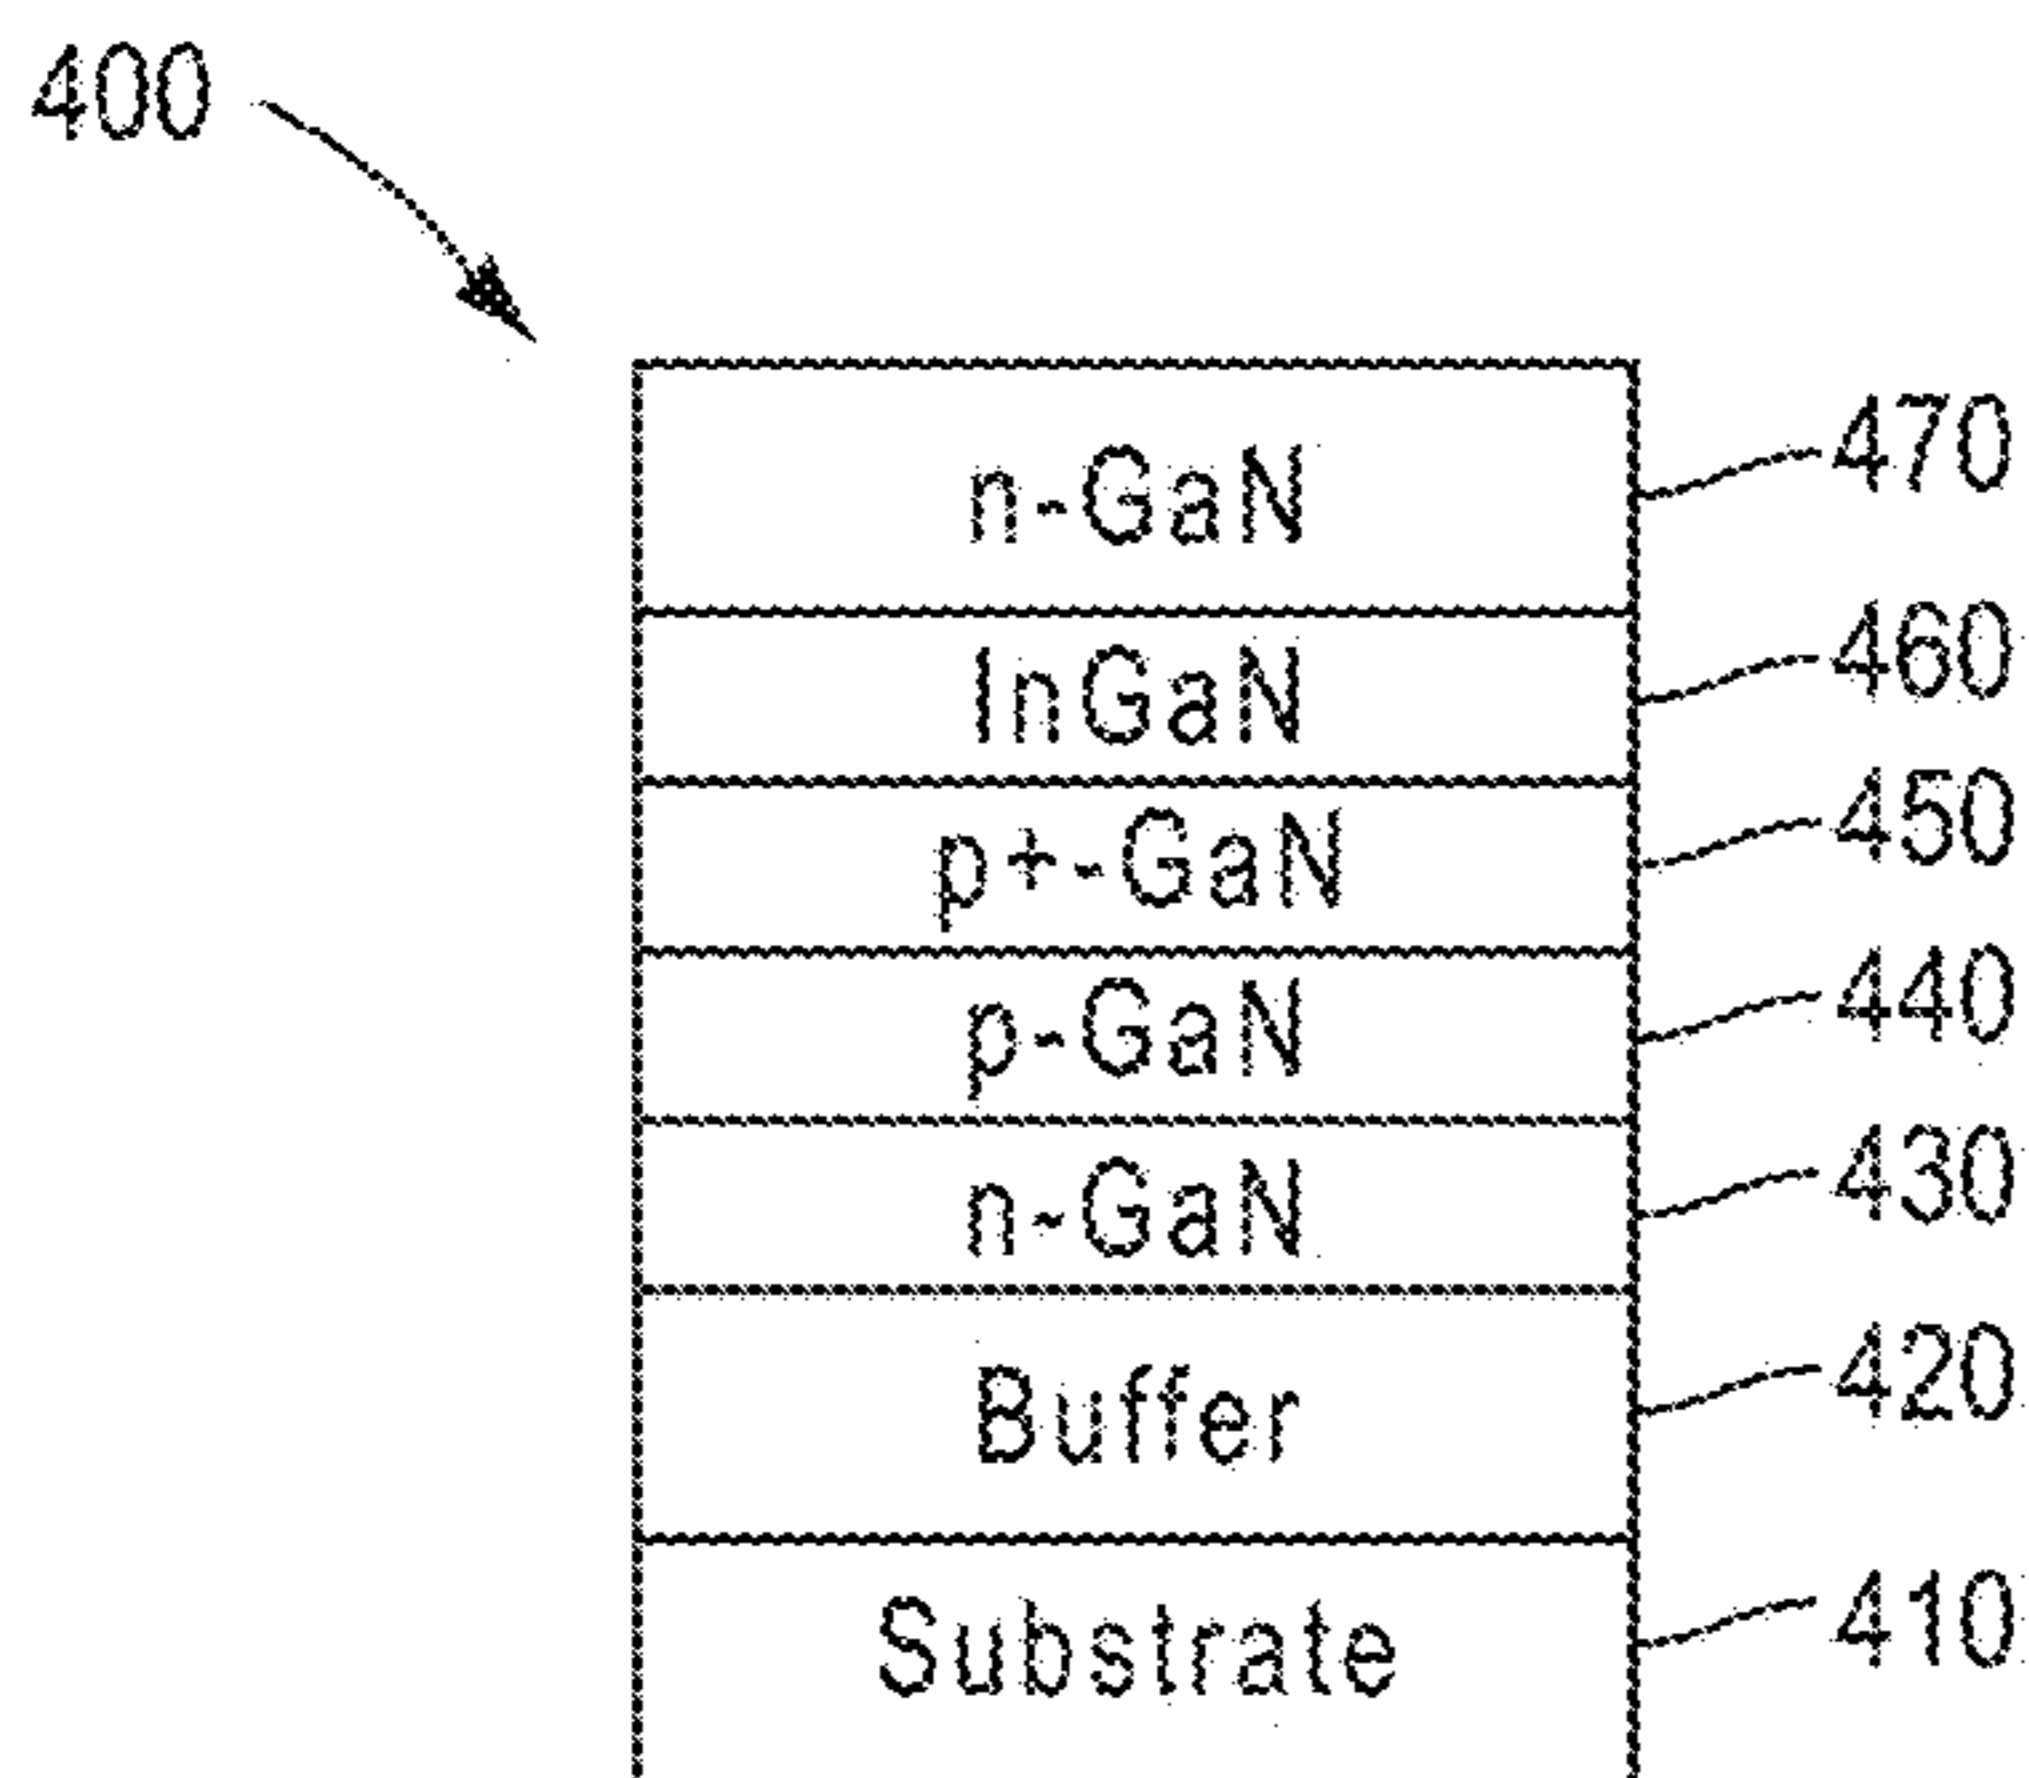 400
n-GaN 470
InGaN 460
p+-GaN 450
p-GaN 440
n-GaN 430
Buffer 420
Substrate 410